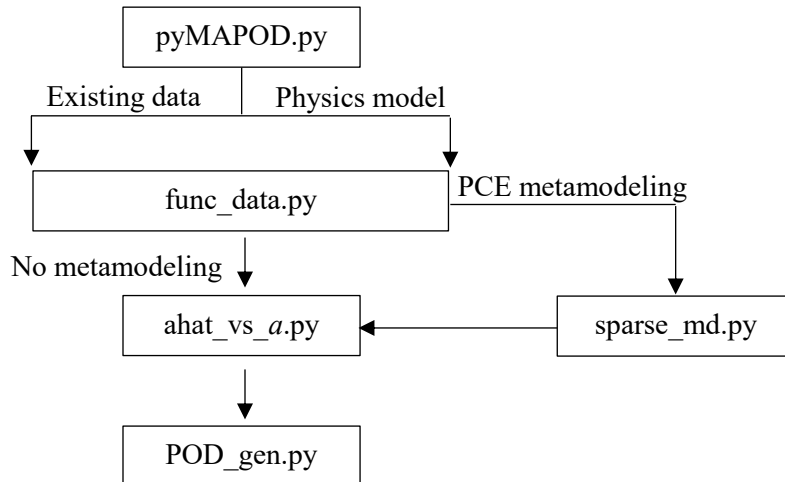 pyMAPOD.py
Existing data
Physics model
func_data.py
PCE metamodeling
No metamodeling
ahat_vs_a.py
sparse_md.py
POD_gen.py